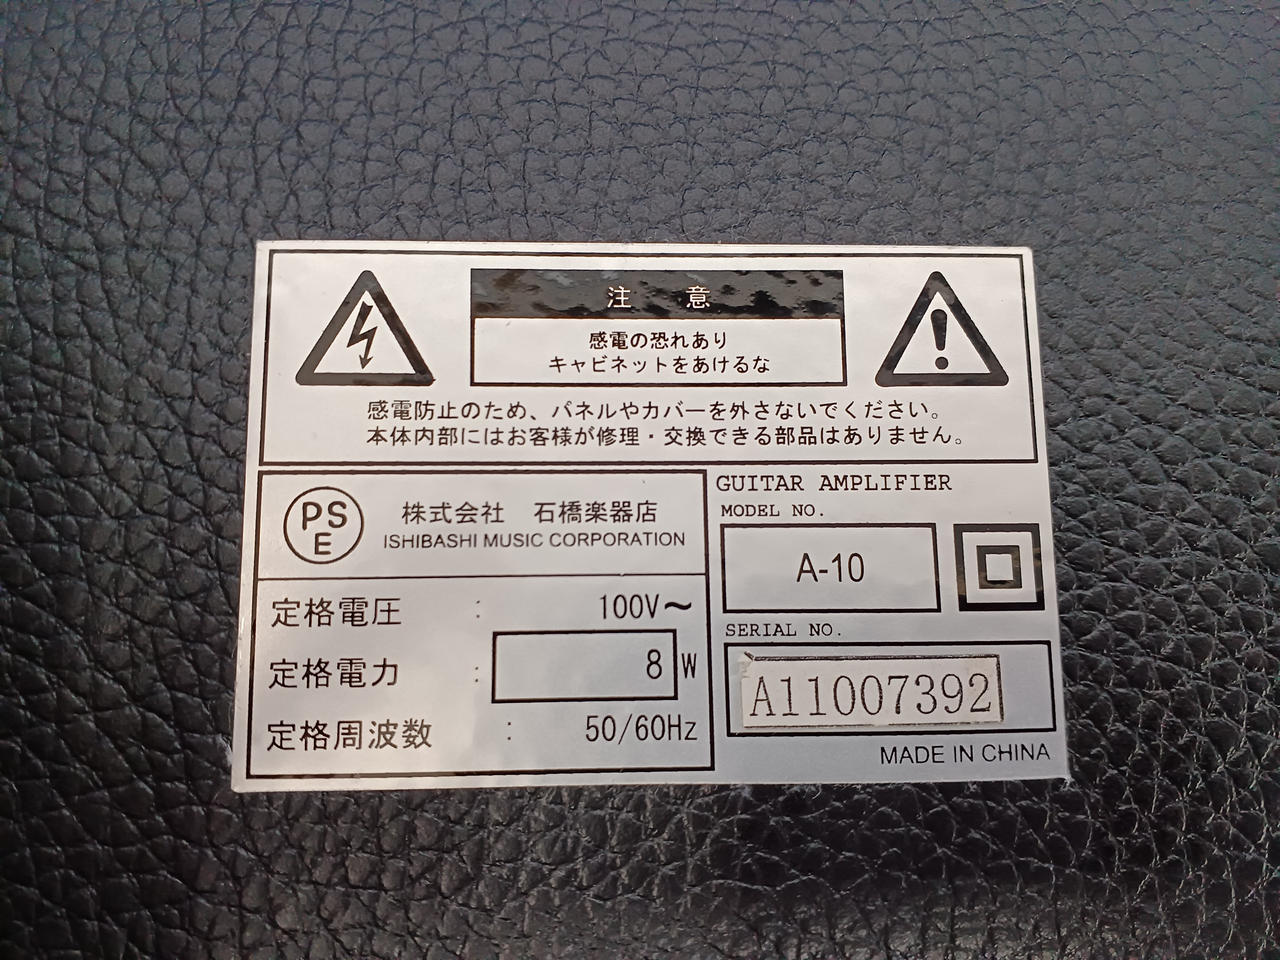 注 意
感電の恐れあり
キャビネットをあけるな
感電防止のため、パネルやカバーを外さないでください。
本体内部にはお客様が修理・交換できる部品はありません。
PS
E
株式会社 石橋楽器店
ISHIBASHI MUSIC CORPORATION
定格電圧 : 100V～
定格電力 : 8 W
定格周波数 : 50/60Hz
GUITAR AMPLIFIER
MODEL NO.
A-10
SERIAL NO.
A11007392
MADE IN CHINA